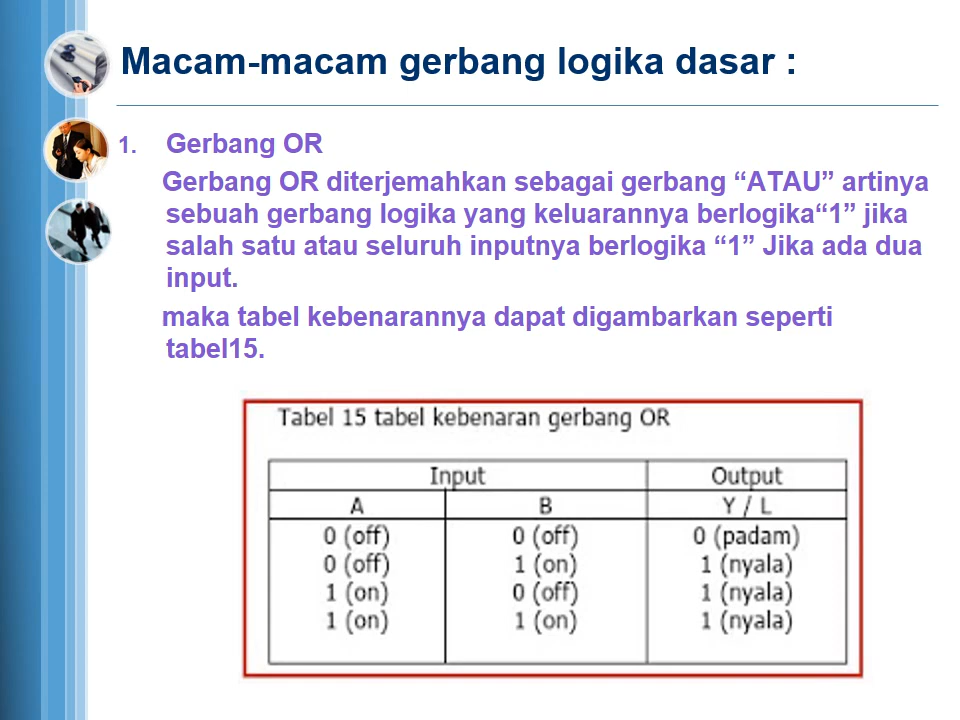 Macam-macam gerbang logika dasar :
1. Gerbang OR
Gerbang OR diterjemahkan sebagai gerbang “ATAU” artinya
sebuah gerbang logika yang keluarannya berlogika“1” jika
salah satu atau seluruh inputnya berlogika “1” Jika ada dua
input.
maka tabel kebenarannya dapat digambarkan seperti
tabel15.
Tabel 15 tabel kebenaran gerbang OR
Input Output
A B Y / L
0 (off) 0 (off) 0 (padam)
0 (off) 1 (on) 1 (nyala)
1 (on) 0 (off) 1 (nyala)
1 (on) 1 (on) 1 (nyala)